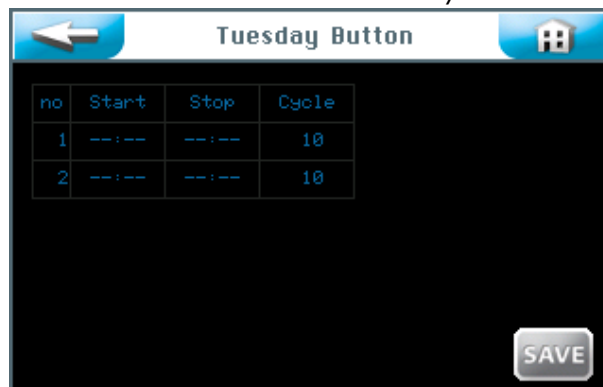 Tuesday Button
no Start Stop Cycle
1 --:-- --:-- 10
2 --:-- --:-- 10
SAVE